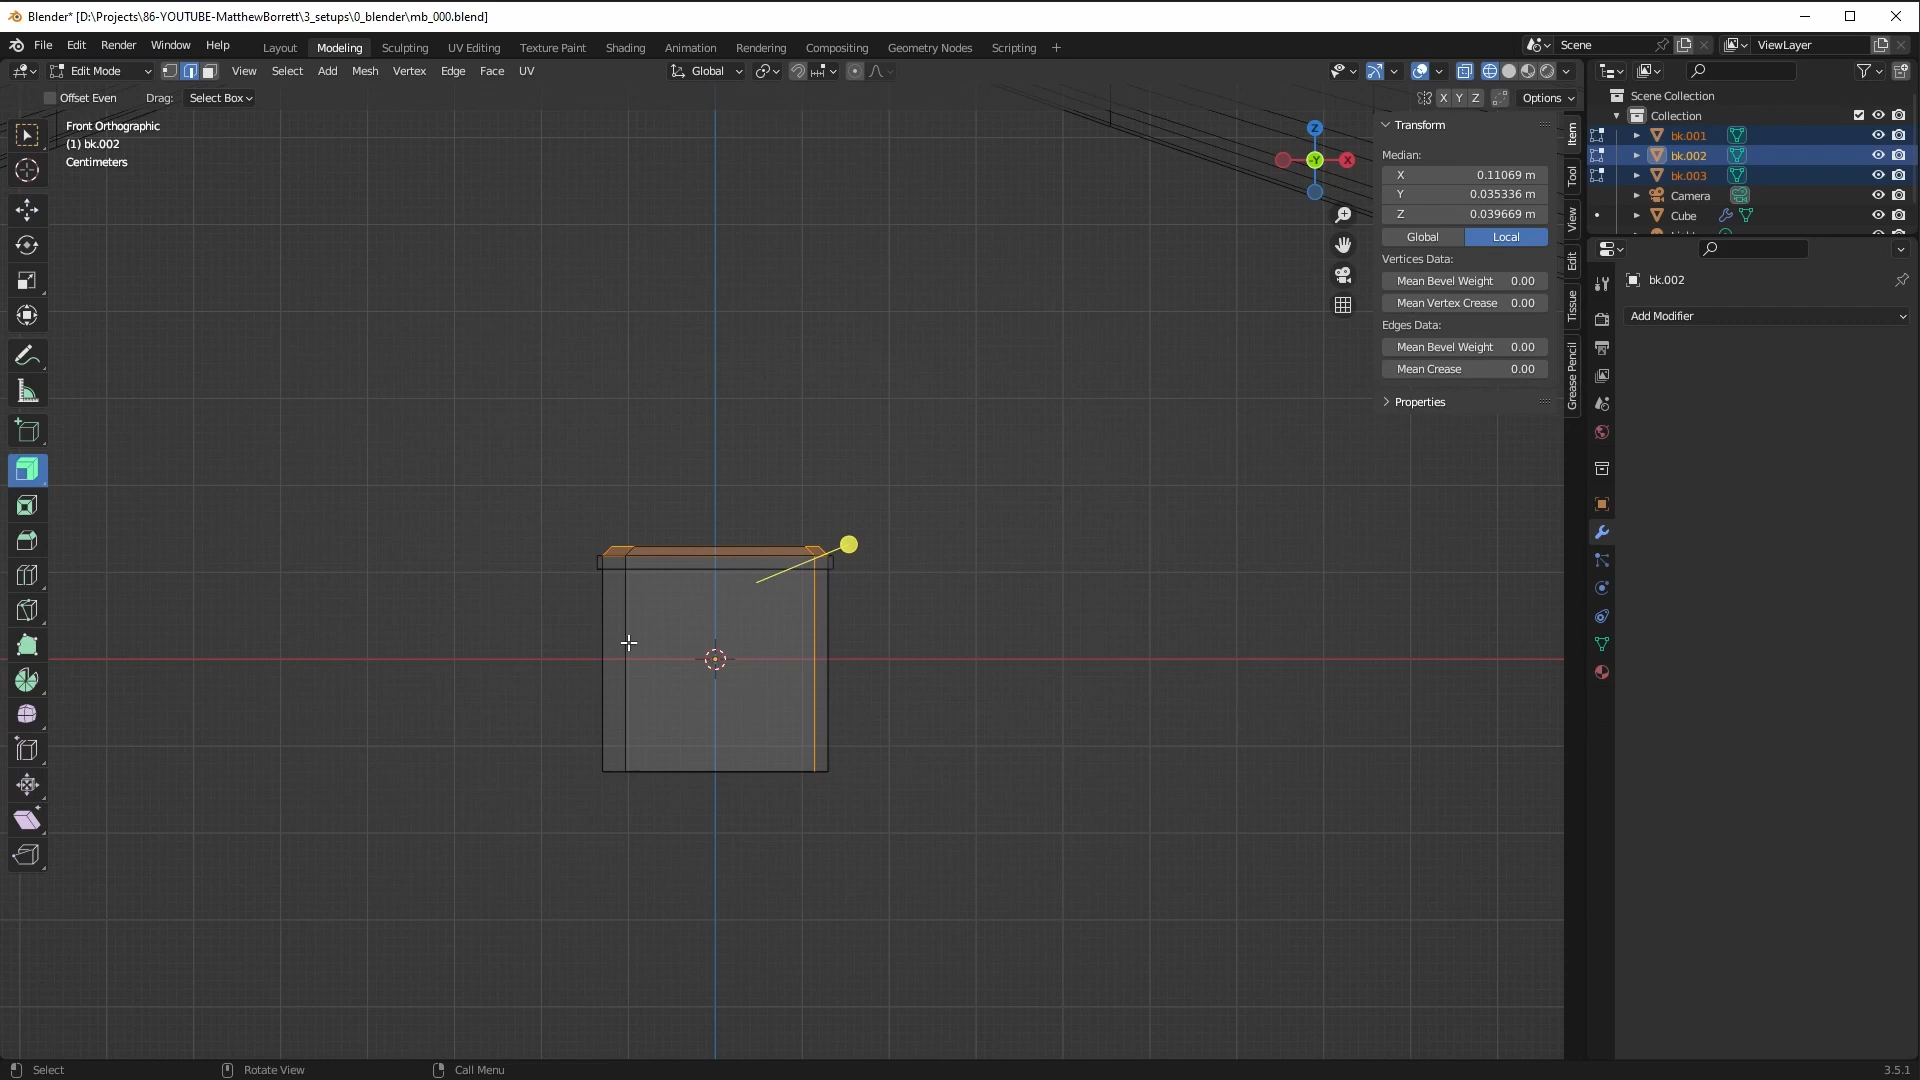 Blender* [D:\Projects\86-YOUTUBE-MatthewBorrett\3_setups\0_blender\mb_000.blend]
File Edit Render Window Help
Layout Modeling Sculpting UV Editing Texture Paint Shading Animation Rendering Compositing Geometry Nodes Scripting +
Scene
ViewLayer
Edit Mode View Select Add Mesh Vertex Edge Face UV
Global
Offset Even Drag: Select Box
X Y Z Options
Front Orthographic
(1) bk.002
Centimeters
Z
X
-Y
Transform
Median:
X 0.11069 m
Y 0.035336 m
Z 0.039669 m
Global Local
Vertices Data:
Mean Bevel Weight 0.00
Mean Vertex Crease 0.00
Edges Data:
Mean Bevel Weight 0.00
Mean Crease 0.00
Properties
Item
Tool
View
Edit
Tissue
Grease Pencil
Scene Collection
Collection
bk.001
bk.002
bk.003
Camera
Cube
bk.002
Add Modifier
Select
Rotate View
Call Menu
3.5.1